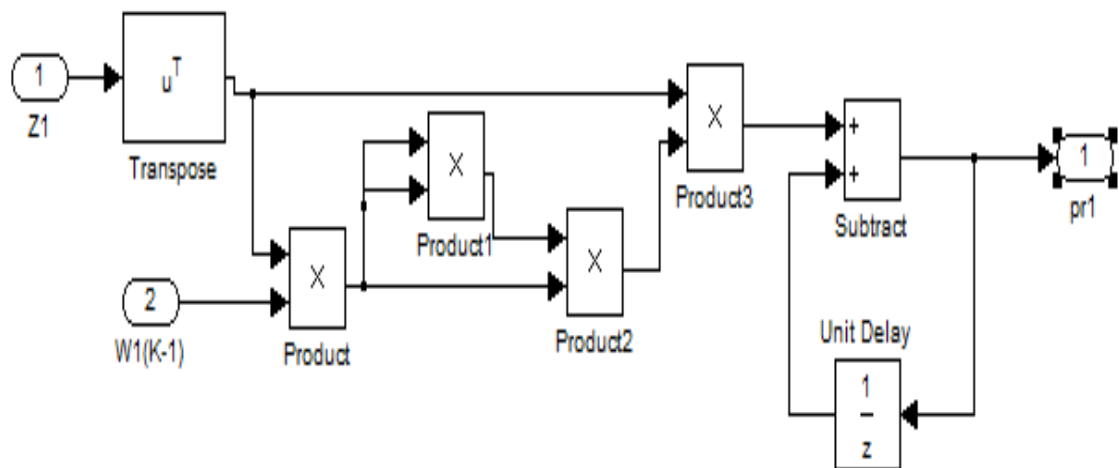 1
Z1
u^T
Transpose
2
W1(K-1)
×
Product
×
Product1
×
Product2
×
Product3
+
+
Subtract
1
pr1
Unit Delay
1
z